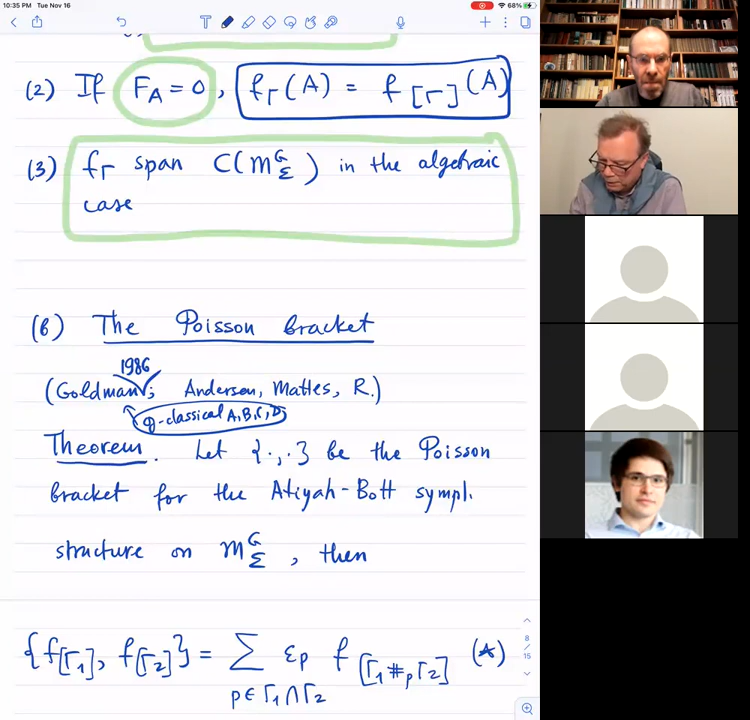 10:35 PM Tue Nov 16
68%
(2) If F_A = 0, f_Γ(A) = f_[Γ](A)
(3) f_Γ span C(M^G_Σ) in the algebraic
case
(b) The Poisson bracket
1986
(Goldman; Andersen, Mattes, R.)
g-classical A,B,C,D
Theorem. Let {·,·} be the Poisson
bracket for the Atiyah-Bott sympl.
structure on M^G_Σ, then
{f_[Γ1], f_[Γ2]} = Σ_{p∈Γ1∩Γ2} ε_p f_[Γ1 #_p Γ2] (*)
8
/
15